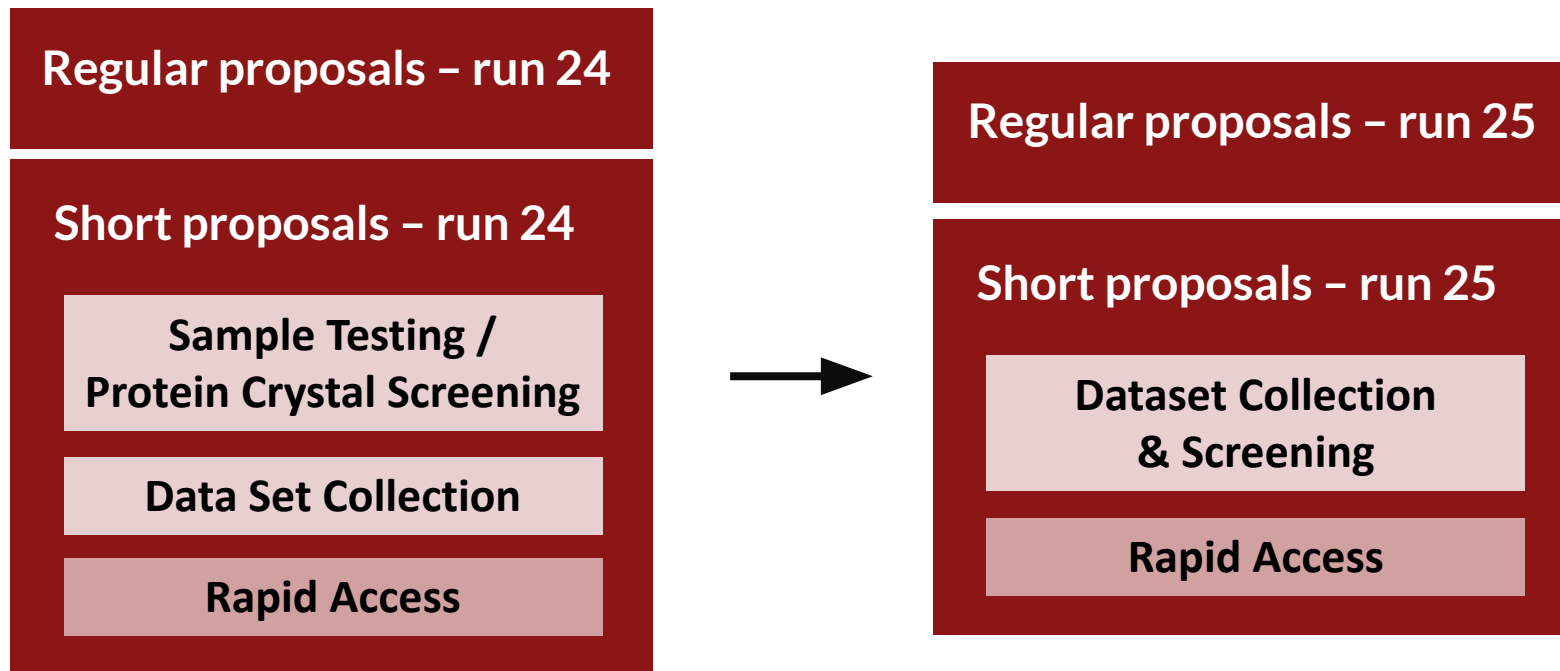 Regular proposals – run 24
Short proposals – run 24
Sample Testing /
Protein Crystal Screening
Data Set Collection
Rapid Access
Regular proposals – run 25
Short proposals – run 25
Dataset Collection
& Screening
Rapid Access